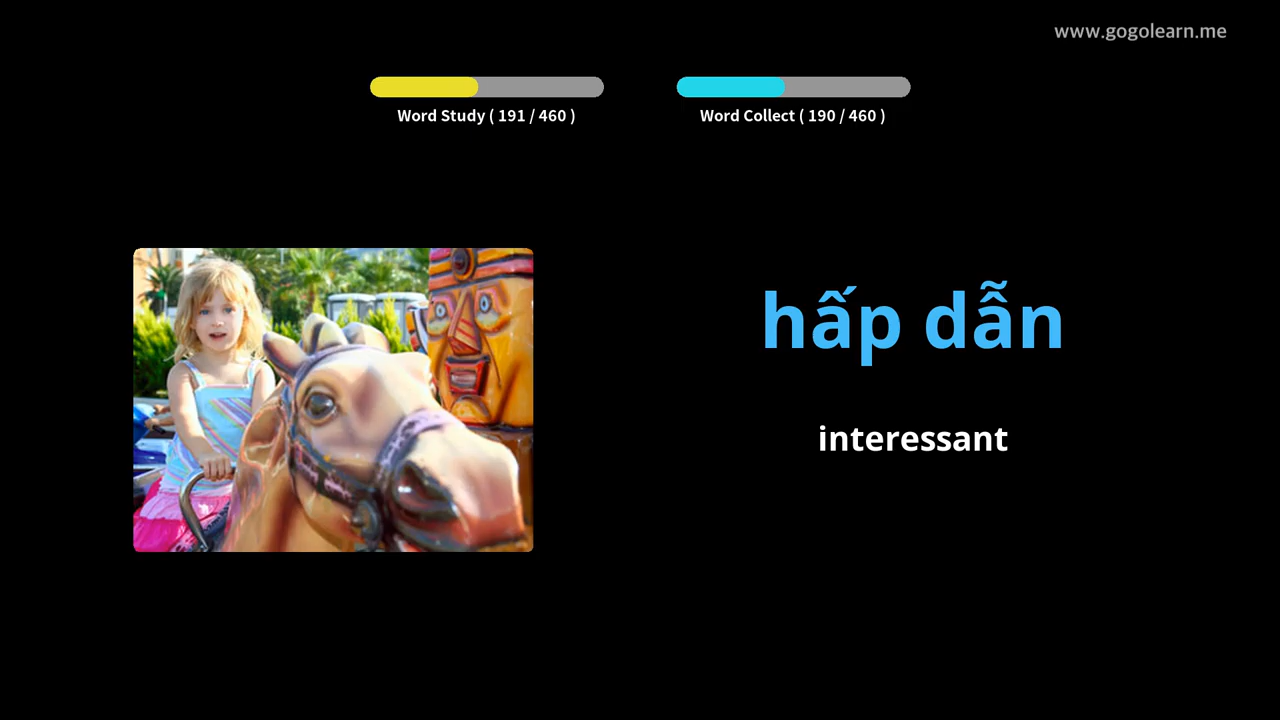 www.gogolearn.me
Word Study ( 191 / 460 )
Word Collect ( 190 / 460 )
hấp dẫn
interessant